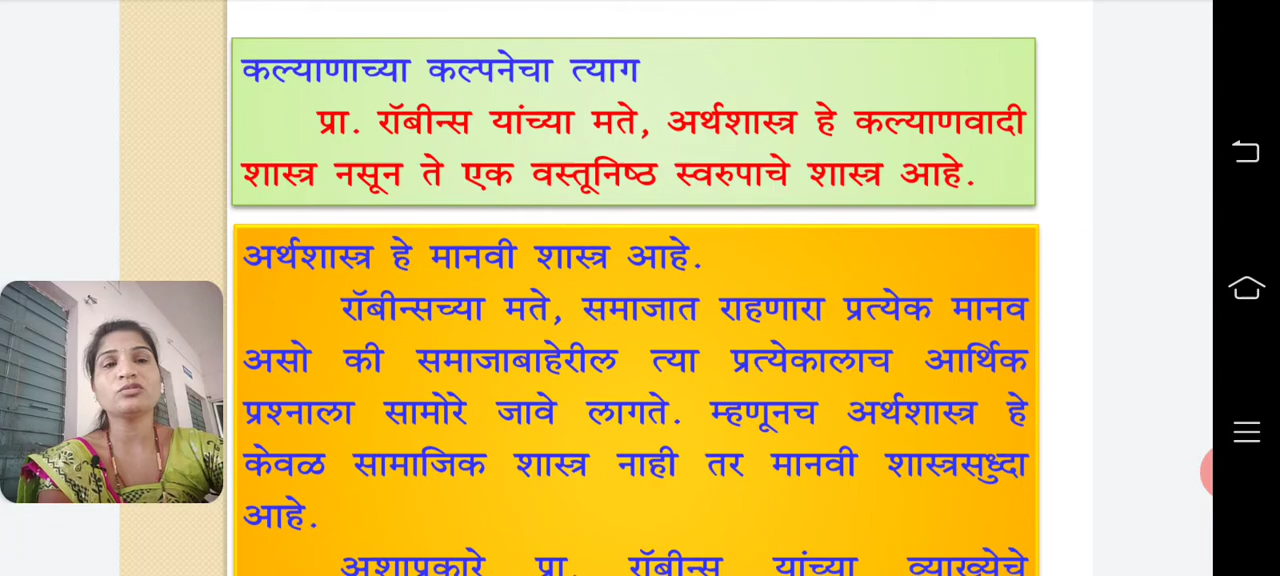 कल्याणाच्या कल्पनेचा त्याग
प्रा. रॉबीन्स यांच्या मते, अर्थशास्त्र हे कल्याणवादी
शास्त्र नसून ते एक वस्तूनिष्ठ स्वरुपाचे शास्त्र आहे.
अर्थशास्त्र हे मानवी शास्त्र आहे.
रॉबीन्सच्या मते, समाजात राहणारा प्रत्येक मानव
असो की समाजाबाहेरील त्या प्रत्येकालाच आर्थिक
प्रश्नाला सामोरे जावे लागते. म्हणूनच अर्थशास्त्र हे
केवळ सामाजिक शास्त्र नाही तर मानवी शास्त्रसुध्दा
आहे.
अशाप्रकारे प्रा. रॉबीन्स यांच्या व्याख्येचे